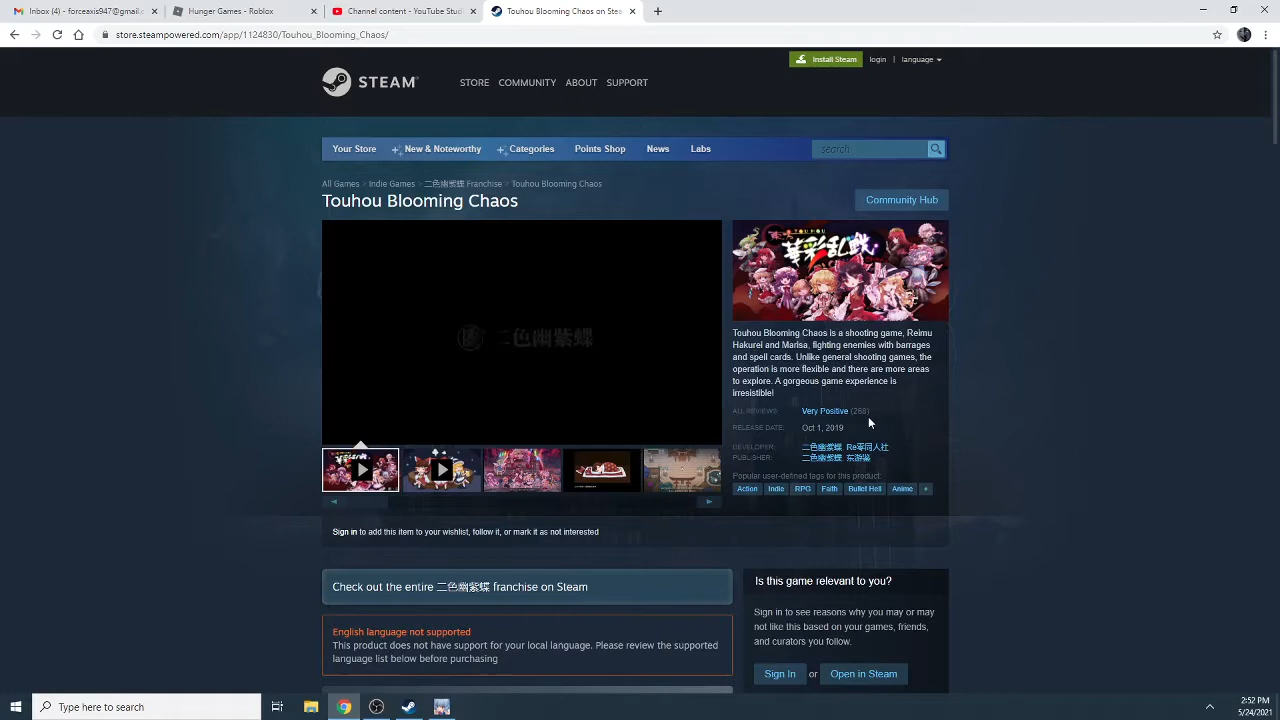 Inbox (4) - forceaxis947@gmail.co
Hunger Games - Roblox
Channel content - YouTube Studi
Touhou Blooming Chaos on Stea
store.steampowered.com/app/1124830/Touhou_Blooming_Chaos/
Install Steam
login
language
STEAM
STORE
COMMUNITY
ABOUT
SUPPORT
Your Store
New & Noteworthy
Categories
Points Shop
News
Labs
search
All Games > Indie Games > 二色幽紫蝶 Franchise > Touhou Blooming Chaos
Touhou Blooming Chaos
Community Hub
二色幽紫蝶
TOUHOU
Touhou Blooming Chaos is a shooting game, Reimu
Hakurei and Marisa, fighting enemies with barrages
and spell cards. Unlike general shooting games, the
operation is more flexible and there are more areas
to explore. A gorgeous game experience is
irresistible!
ALL REVIEWS: Very Positive (268)
RELEASE DATE: Oct 1, 2019
DEVELOPER: 二色幽紫蝶 Re零同人社
PUBLISHER: 二色幽紫蝶 东游鉴
Popular user-defined tags for this product:
Action
Indie
RPG
Faith
Bullet Hell
Anime
+
Sign in to add this item to your wishlist, follow it, or mark it as not interested
Check out the entire 二色幽紫蝶 franchise on Steam
Is this game relevant to you?
Sign in to see reasons why you may or may
not like this based on your games, friends,
and curators you follow.
Sign In or Open in Steam
English language not supported
This product does not have support for your local language. Please review the supported
language list below before purchasing
Type here to search
2:52 PM
5/24/2021